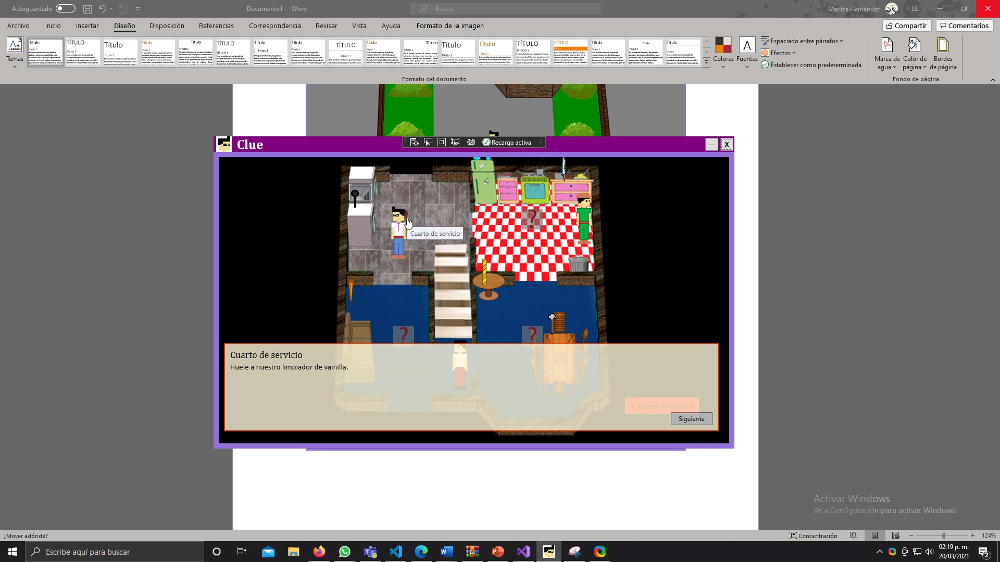 Autoguardado
Documento1 - Word
Buscar
Maritza Hernández
Archivo Inicio Insertar Diseño Disposición Referencias Correspondencia Revisar Vista Ayuda Formato de la imagen
Compartir Comentarios
Temas
Título
TÍTULO
Título
Título
Título
TÍTULO
Título
Título
TÍTULO
Título
TÍTULO
Título
Título
TÍTULO
TÍTULO
Título
Título
Título
Colores
Fuentes
Espaciado entre párrafos
Efectos
Establecer como predeterminada
Marca de agua
Color de página
Bordes de página
Formato del documento
Fondo de página
Clue
Recarga activa
X
?
Cuarto de servicio
?
?
Cuarto de servicio
Huele a nuestro limpiador de vainilla.
Ya sé quien es el asesino
Siguiente
Activar Windows
Ve a Configuración para activar Windows.
¿Mover adónde?
Concentración
124%
Escribe aquí para buscar
02:19 p. m.
20/03/2021
2